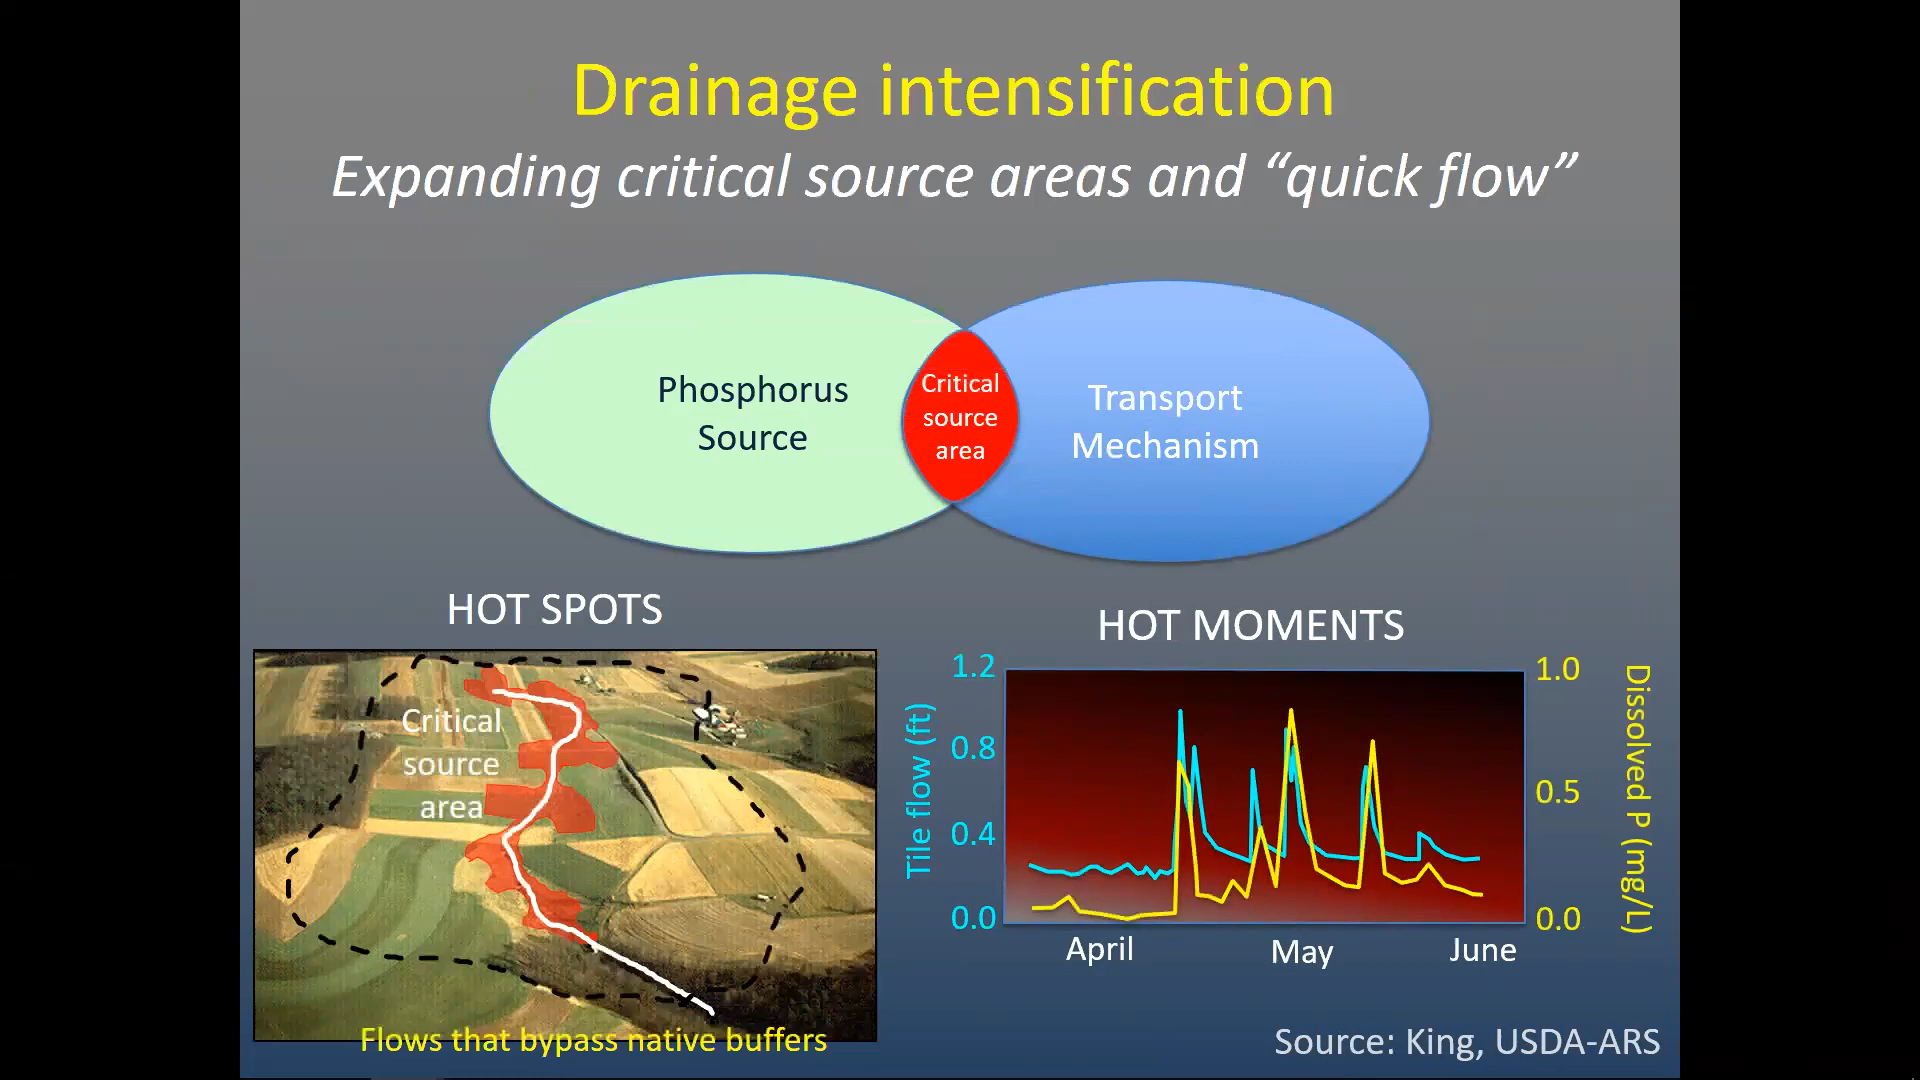 Drainage intensification
Expanding critical source areas and “quick flow”
Phosphorus
Source
Critical
source
area
Transport
Mechanism
HOT SPOTS
Critical
source
area
Flows that bypass native buffers
HOT MOMENTS
1.2
0.8
0.4
0.0
Tile flow (ft)
1.0
0.5
0.0
Dissolved P (mg/L)
April
May
June
Source: King, USDA-ARS